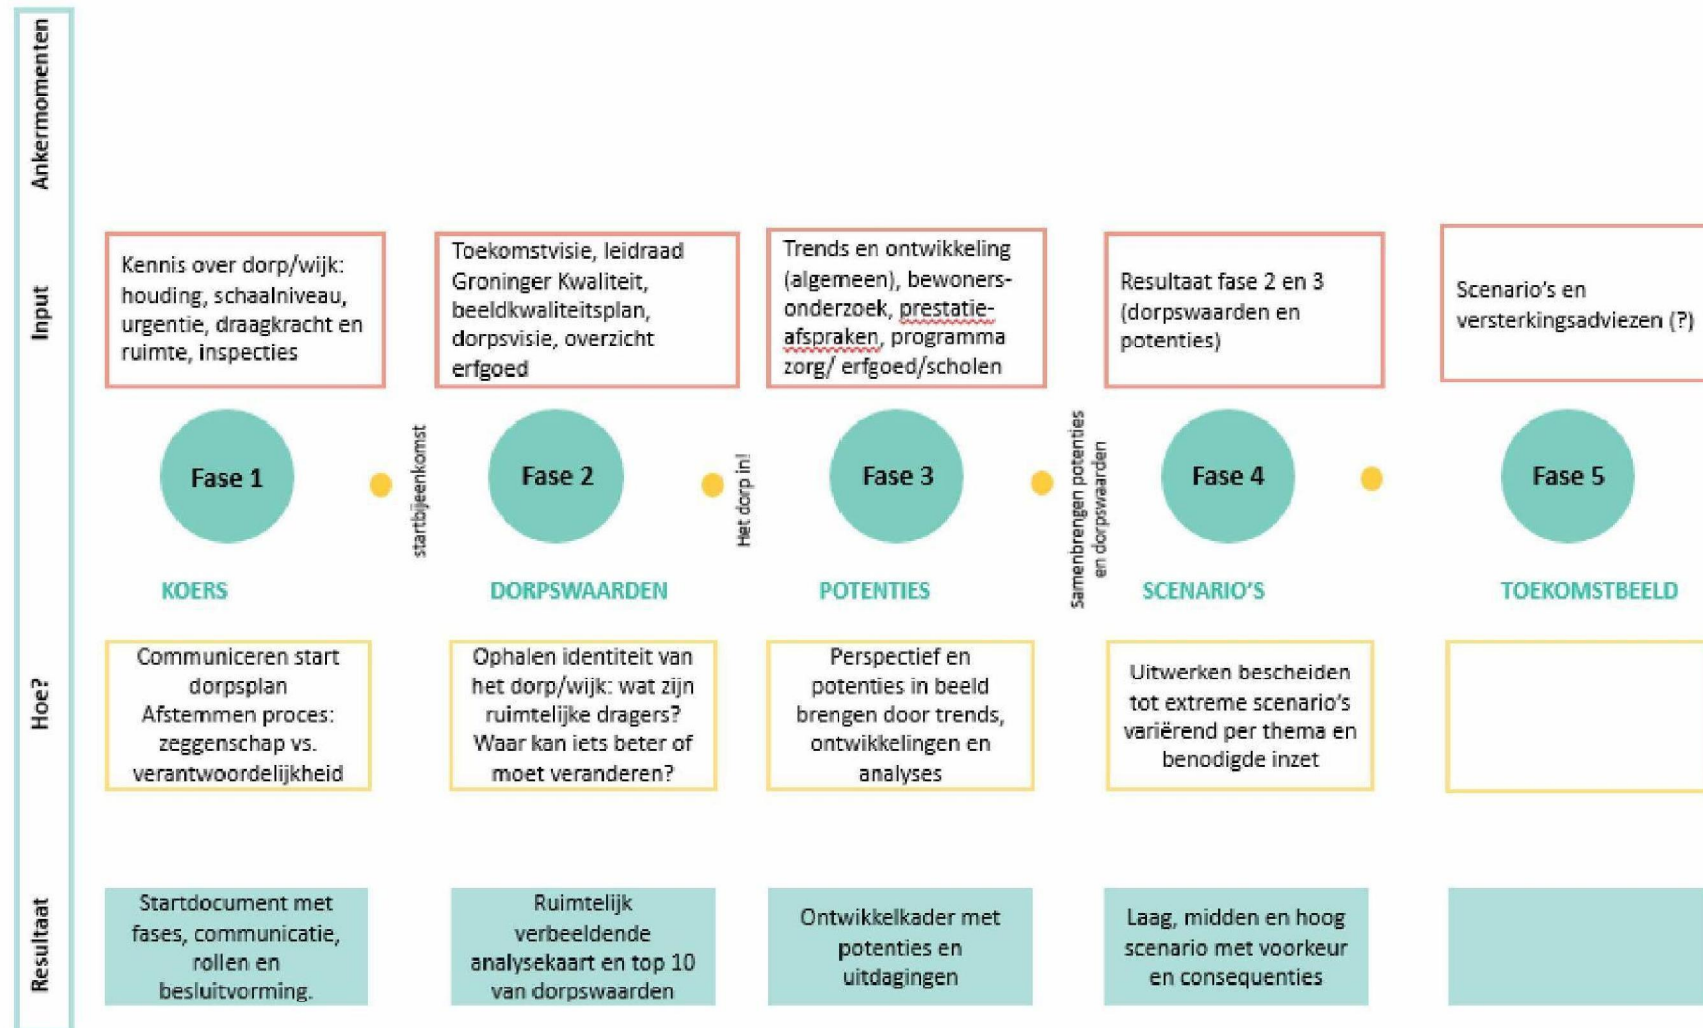 Ankermomenten
Input
Kennis over dorp/wijk:
houding, schaalniveau,
urgentie, draagkracht en
ruimte, inspecties
Toekomstvisie, leidraad
Groninger Kwaliteit,
beeldkwaliteitsplan,
dorpsvisie, overzicht
erfgoed
Trends en ontwikkeling
(algemeen), bewoners-
onderzoek, prestatie-
afspraken, programma
zorg/ erfgoed/scholen
Resultaat fase 2 en 3
(dorpswaarden en
potenties)
Scenario's en
versterkingsadviezen (?)
Fase 1
startbijeenkomst
Fase 2
Het dorp in!
Fase 3
Samenbrengen potenties
en dorpswaarden
Fase 4
Fase 5
KOERS
DORPSWAARDEN
POTENTIES
SCENARIO'S
TOEKOMSTBEELD
Hoe?
Communiceren start
dorpsplan
Afstemmen proces:
zeggenschap vs.
verantwoordelijkheid
Ophalen identiteit van
het dorp/wijk: wat zijn
ruimtelijke dragers?
Waar kan iets beter of
moet veranderen?
Perspectief en
potenties in beeld
brengen door trends,
ontwikkelingen en
analyses
Uitwerken bescheiden
tot extreme scenario's
variërend per thema en
benodigde inzet
Resultaat
Startdocument met
fases, communicatie,
rollen en
besluitvorming.
Ruimtelijk
verbeeldende
analysekaart en top 10
van dorpswaarden
Ontwikkelkader met
potenties en
uitdagingen
Laag, midden en hoog
scenario met voorkeur
en consequenties